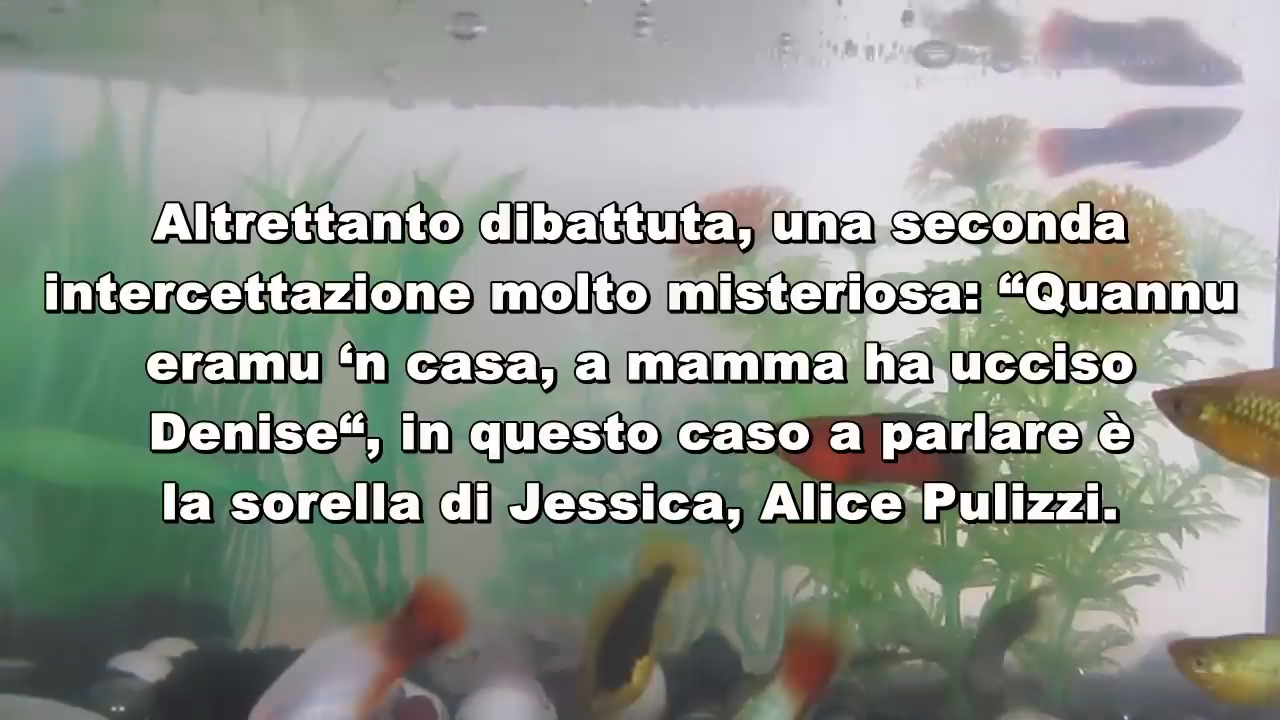 Altrettanto dibattuta, una seconda
intercettazione molto misteriosa: “Quannu
eramu ‘n casa, a mamma ha ucciso
Denise“, in questo caso a parlare è
la sorella di Jessica, Alice Pulizzi.